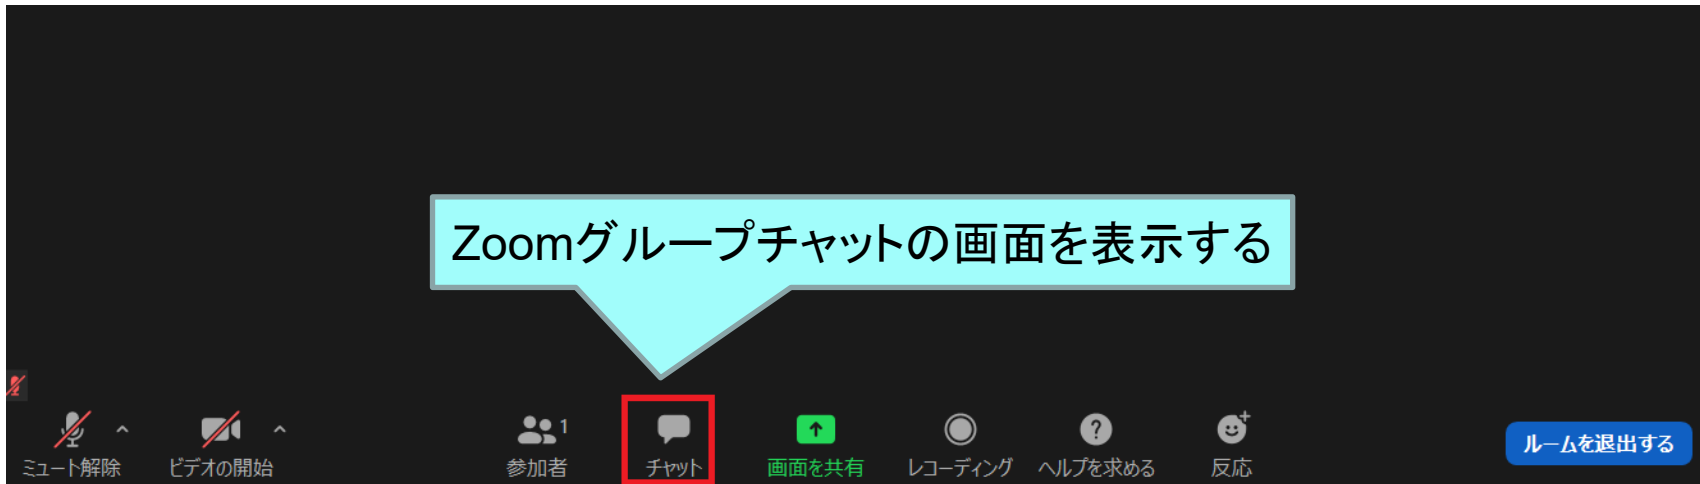 Zoomグループチャットの画面を表示する
1
ミュート解除 ビデオの開始 参加者 チャット 画面を共有 レコーディング ヘルプを求める 反応 ルームを退出する